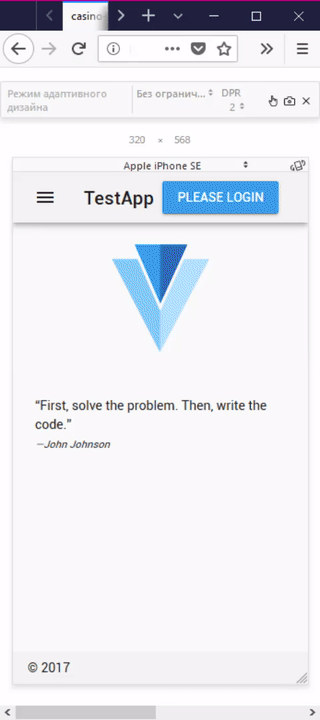 casino
Режим адаптивного
дизайна
Без огранич...
DPR
2
320 × 568
Apple iPhone SE
TestApp
PLEASE LOGIN
“First, solve the problem. Then, write the
code.”
—John Johnson
© 2017